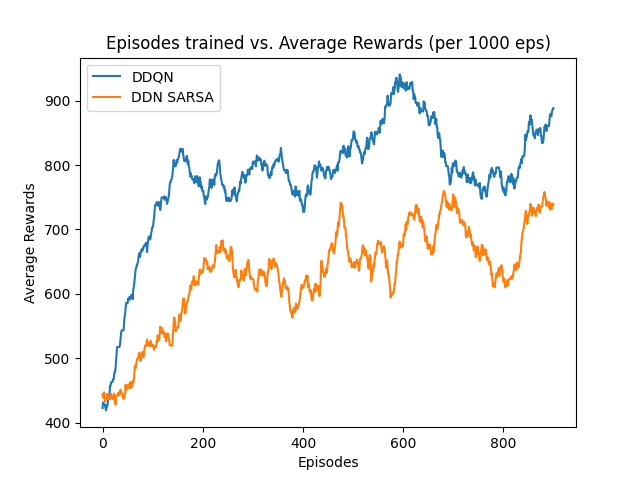 Episodes trained vs. Average Rewards (per 1000 eps)
DDQN
DDN SARSA
900
800
700
600
500
400
Average Rewards
0 200 400 600 800
Episodes